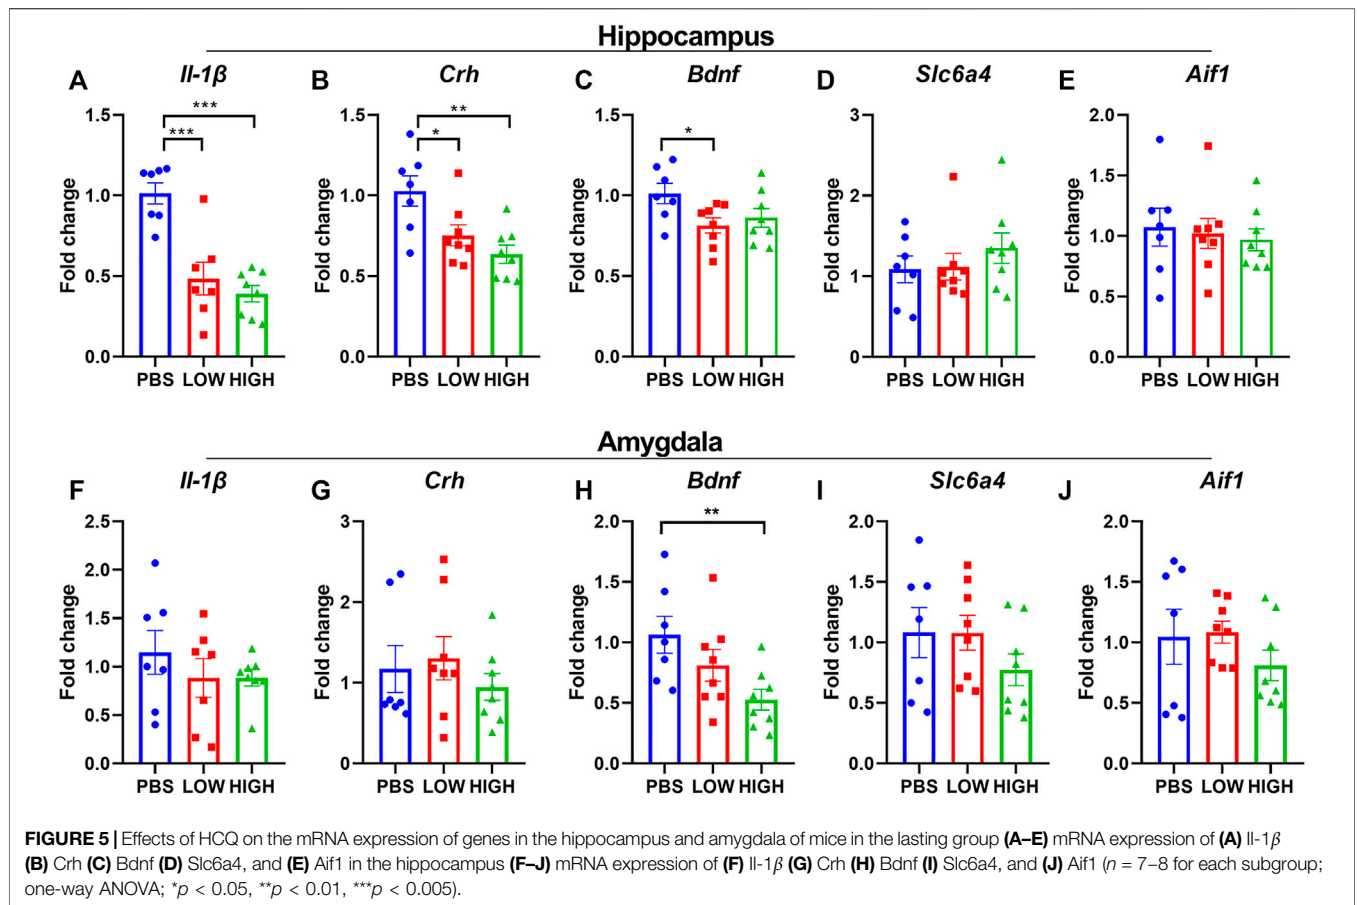 Hippocampus
A
Il-1β
B
Crh
C
Bdnf
D
Slc6a4
E
Aif1
Fold change
1.5
1.0
0.5
0.0
***
***
PBS LOW HIGH
Fold change
1.5
1.0
0.5
0.0
**
*
PBS LOW HIGH
Fold change
1.5
1.0
0.5
0.0
*
PBS LOW HIGH
Fold change
3
2
1
0
PBS LOW HIGH
Fold change
2.0
1.5
1.0
0.5
0.0
PBS LOW HIGH
Amygdala
F
Il-1β
G
Crh
H
Bdnf
I
Slc6a4
J
Aif1
Fold change
2.5
2.0
1.5
1.0
0.5
0.0
PBS LOW HIGH
Fold change
3
2
1
0
PBS LOW HIGH
Fold change
2.0
1.5
1.0
0.5
0.0
**
PBS LOW HIGH
Fold change
2.0
1.5
1.0
0.5
0.0
PBS LOW HIGH
Fold change
2.0
1.5
1.0
0.5
0.0
PBS LOW HIGH
FIGURE 5 | Effects of HCQ on the mRNA expression of genes in the hippocampus and amygdala of mice in the lasting group (A–E) mRNA expression of (A) Il-1β
(B) Crh (C) Bdnf (D) Slc6a4, and (E) Aif1 in the hippocampus (F–J) mRNA expression of (F) Il-1β (G) Crh (H) Bdnf (I) Slc6a4, and (J) Aif1 (n = 7–8 for each subgroup;
one-way ANOVA; *p < 0.05, **p < 0.01, ***p < 0.005).